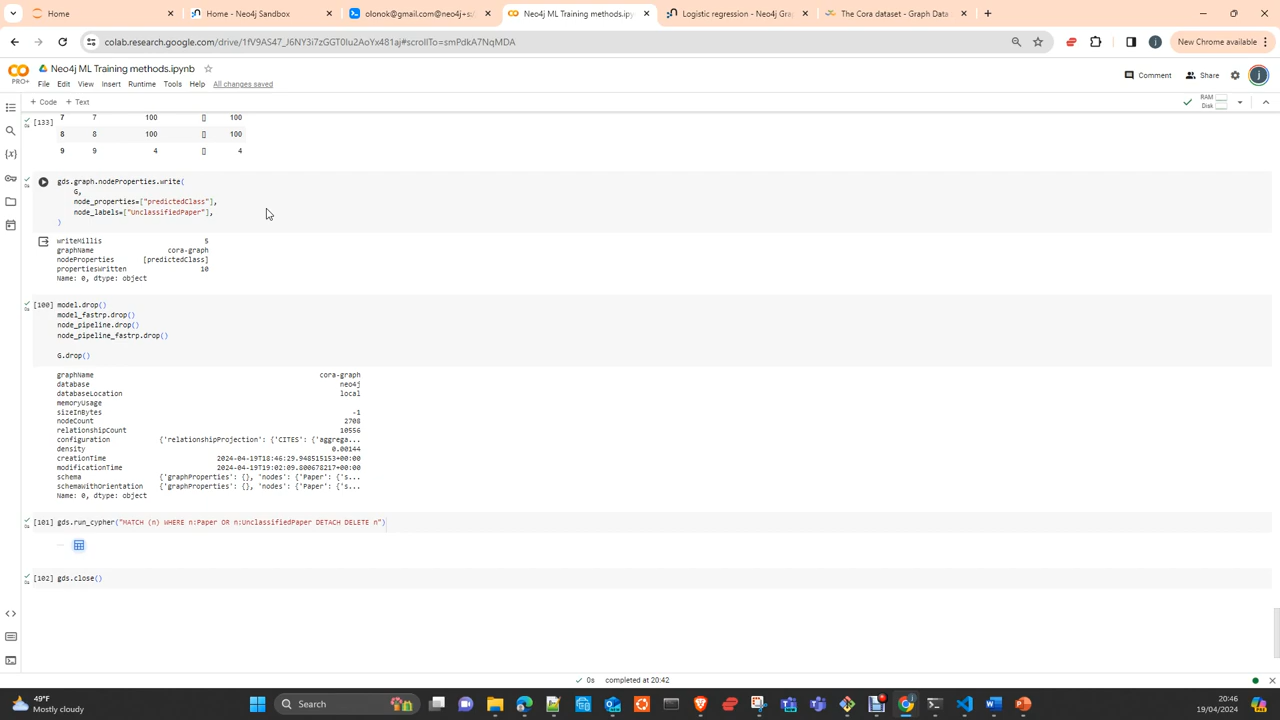 Home
Home - Neo4j Sandbox
olonok@gmail.com@neo4j+s:/
Neo4j ML Training methods.ipyn
Logistic regression - Neo4j Gra
The Cora dataset - Graph Data
colab.research.google.com/drive/1fV9AS47_J6NY3i7zGGT0Iu2AoYx481aj#scrollTo=smPdkA7NqMDA
New Chrome available
Neo4j ML Training methods.ipynb
PRO+
File Edit View Insert Runtime Tools Help All changes saved
Comment Share j
+ Code + Text
RAM
Disk
[133]
7 7 100 [] 100
8 8 100 [] 100
9 9 4 [] 4
gds.graph.nodeProperties.write(
G,
node_properties=["predictedClass"],
node_labels=["UnclassifiedPaper"],
)
writeMillis 5
graphName cora-graph
nodeProperties [predictedClass]
propertiesWritten 10
Name: 0, dtype: object
[100] model.drop()
model_fastrp.drop()
node_pipeline.drop()
node_pipeline_fastrp.drop()
G.drop()
graphName cora-graph
database neo4j
databaseLocation local
memoryUsage
sizeInBytes -1
nodeCount 2708
relationshipCount 10556
configuration {'relationshipProjection': {'CITES': {'aggrega...
density 0.00144
creationTime 2024-04-19T18:46:29.948515153+00:00
modificationTime 2024-04-19T19:02:09.800678217+00:00
schema {'graphProperties': {}, 'nodes': {'Paper': {'s...
schemaWithOrientation {'graphProperties': {}, 'nodes': {'Paper': {'s...
Name: 0, dtype: object
[101] gds.run_cypher("MATCH (n) WHERE n:Paper OR n:UnclassifiedPaper DETACH DELETE n")
[102] gds.close()
0s completed at 20:42
49°F
Mostly cloudy
Search
20:46
19/04/2024